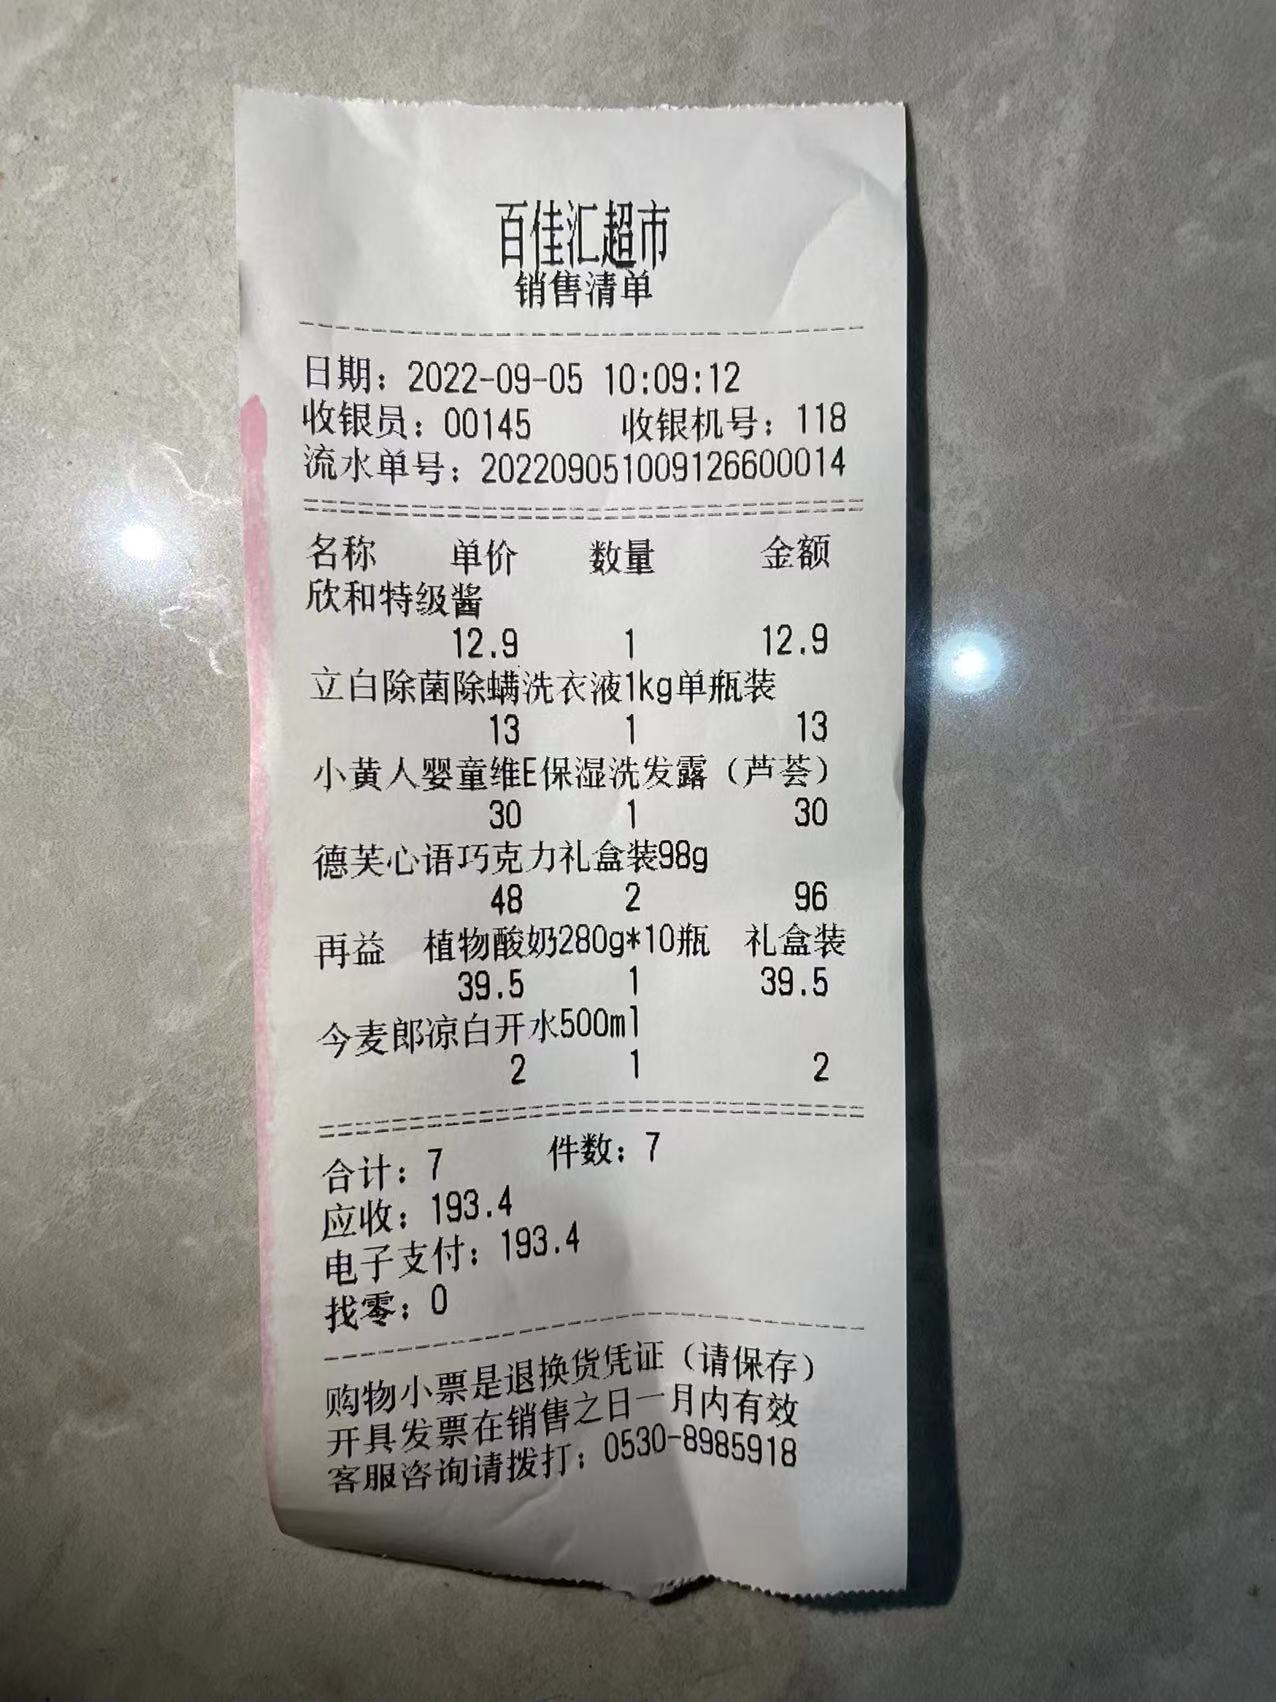 百佳汇超市
销售清单
日期：2022-09-05 10:09:12
收银员：00145 收银机号：118
流水单号：202209051009126600014
名称 单价 数量 金额
欣和特级酱
12.9 1 12.9
立白除菌除螨洗衣液1kg单瓶装
13 1 13
小黄人婴童维E保湿洗发露（芦荟）
30 1 30
德芙心语巧克力礼盒装98g
48 2 96
再益 植物酸奶280g*10瓶 礼盒装
39.5 1 39.5
今麦郎凉白开水500ml
2 1 2
合计：7 件数：7
应收：193.4
电子支付：193.4
找零：0
购物小票是退换货凭证（请保存）
开具发票在销售之日一月内有效
客服咨询请拨打：0530-8985918